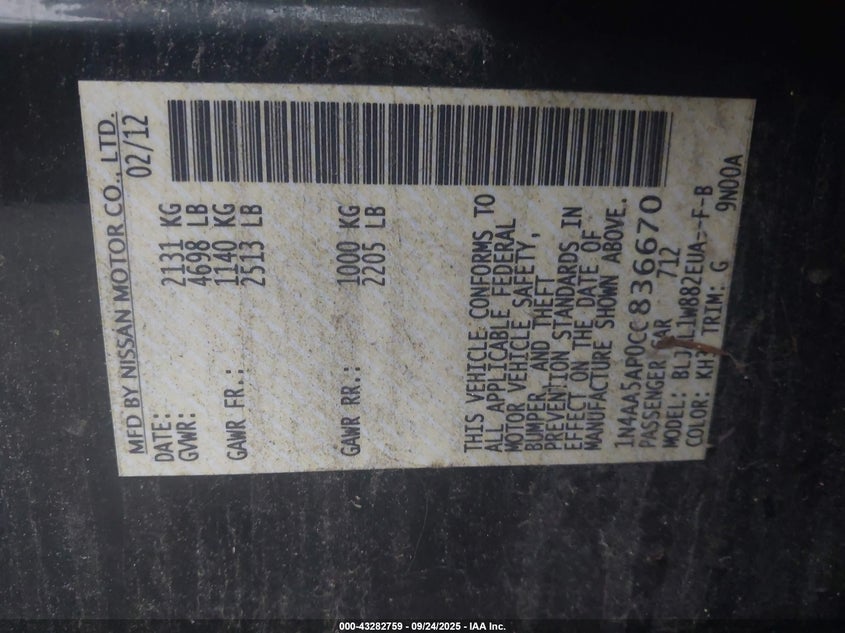 MFD BY NISSAN MOTOR CO., LTD.
DATE: 02/12
GVWR: 2131 KG
4698 LB
GAWR FR.: 1140 KG
2513 LB
GAWR RR.: 1000 KG
2205 LB
THIS VEHICLE CONFORMS TO
ALL APPLICABLE FEDERAL
MOTOR VEHICLE SAFETY,
BUMPER, AND THEFT
PREVENTION STANDARDS IN
EFFECT ON THE DATE OF
MANUFACTURE SHOWN ABOVE.
1N4AA5AP0CC836670
PASSENGER CAR 712
MODEL: F-B
COLOR: TRIM: G 9N00A
000-43282759 - 09/24/2025 - IAA Inc.